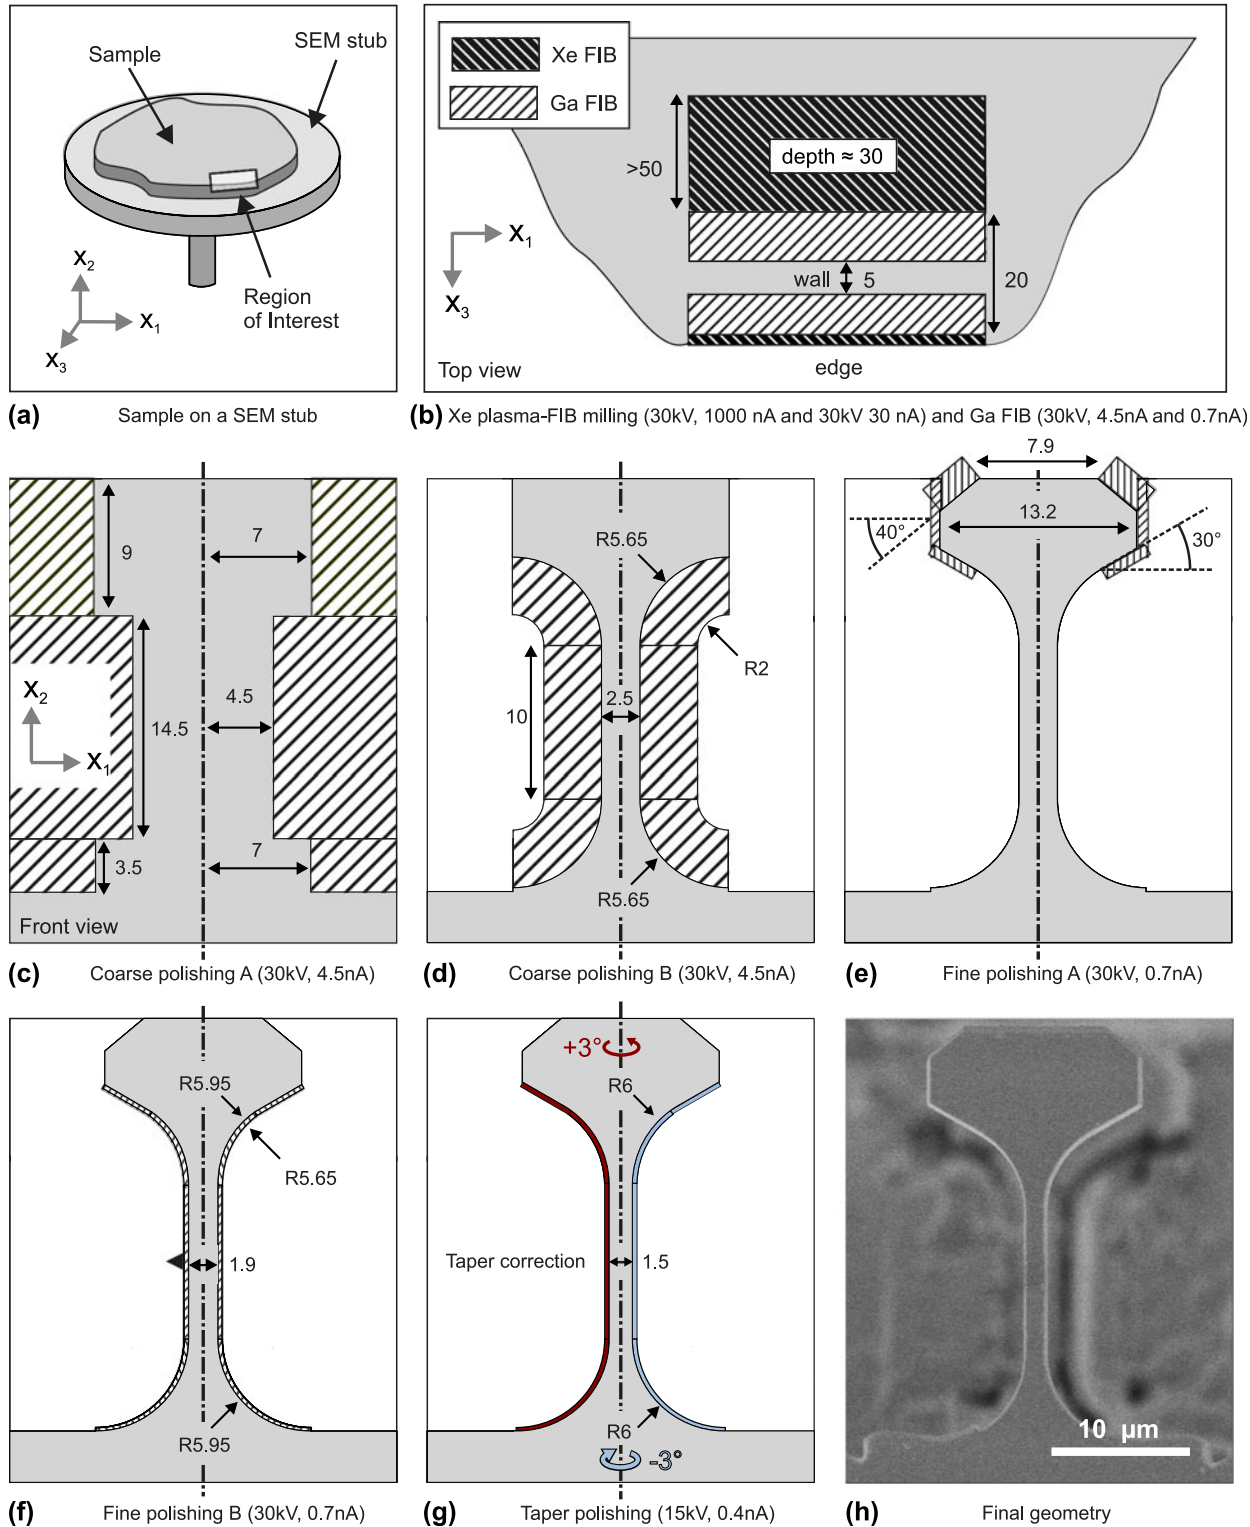 SEM stub
Sample
Region
of Interest
X2
X1
X3
(a) Sample on a SEM stub
Xe FIB
Ga FIB
depth ≈ 30
>50
X1
X3
wall
5
20
Top view
edge
(b) Xe plasma-FIB milling (30kV, 1000 nA and 30kV 30 nA) and Ga FIB (30kV, 4.5nA and 0.7nA)
9
7
X2
X1
14.5
4.5
3.5
7
Front view
(c) Coarse polishing A (30kV, 4.5nA)
R5.65
R2
2.5
10
R5.65
(d) Coarse polishing B (30kV, 4.5nA)
7.9
13.2
40°
30°
(e) Fine polishing A (30kV, 0.7nA)
R5.95
R5.65
1.9
R5.95
(f) Fine polishing B (30kV, 0.7nA)
+3°
R6
Taper correction
1.5
R6
-3°
(g) Taper polishing (15kV, 0.4nA)
10 µm
(h) Final geometry